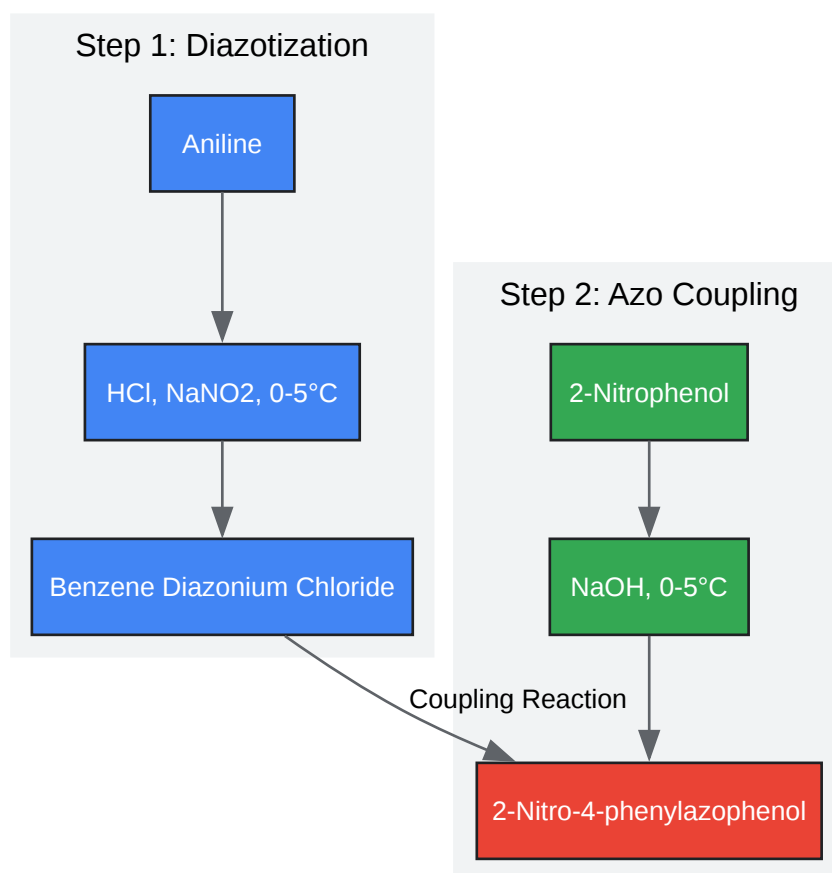 Step 1: Diazotization
Aniline
HCl, NaNO2, 0-5°C
Benzene Diazonium Chloride
Coupling Reaction
Step 2: Azo Coupling
2-Nitrophenol
NaOH, 0-5°C
2-Nitro-4-phenylazophenol